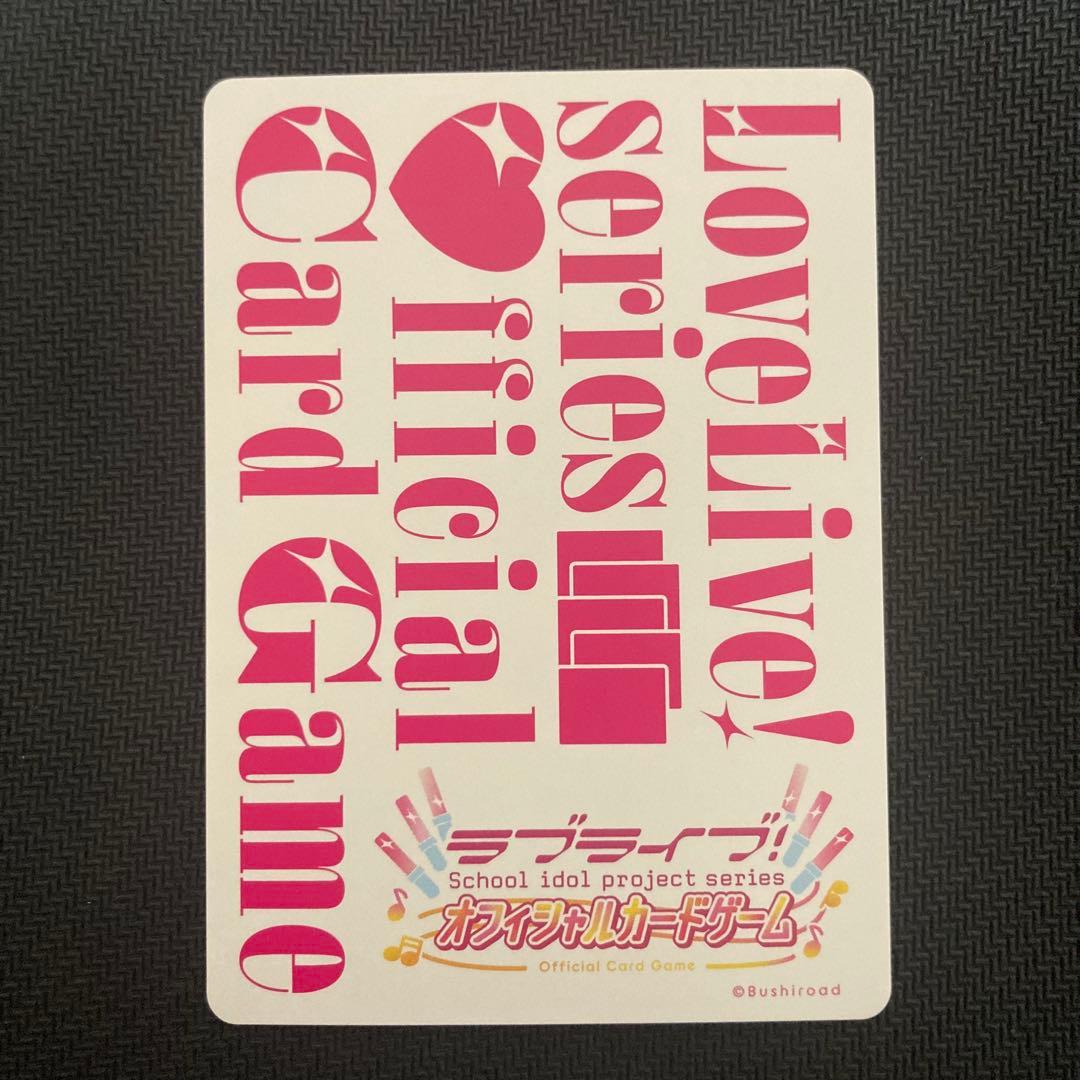 LoveLive!
series
♥fficial
Card Game
ラブライブ!
School idol project series
オフィシャルカードゲーム
Official Card Game
©Bushiroad